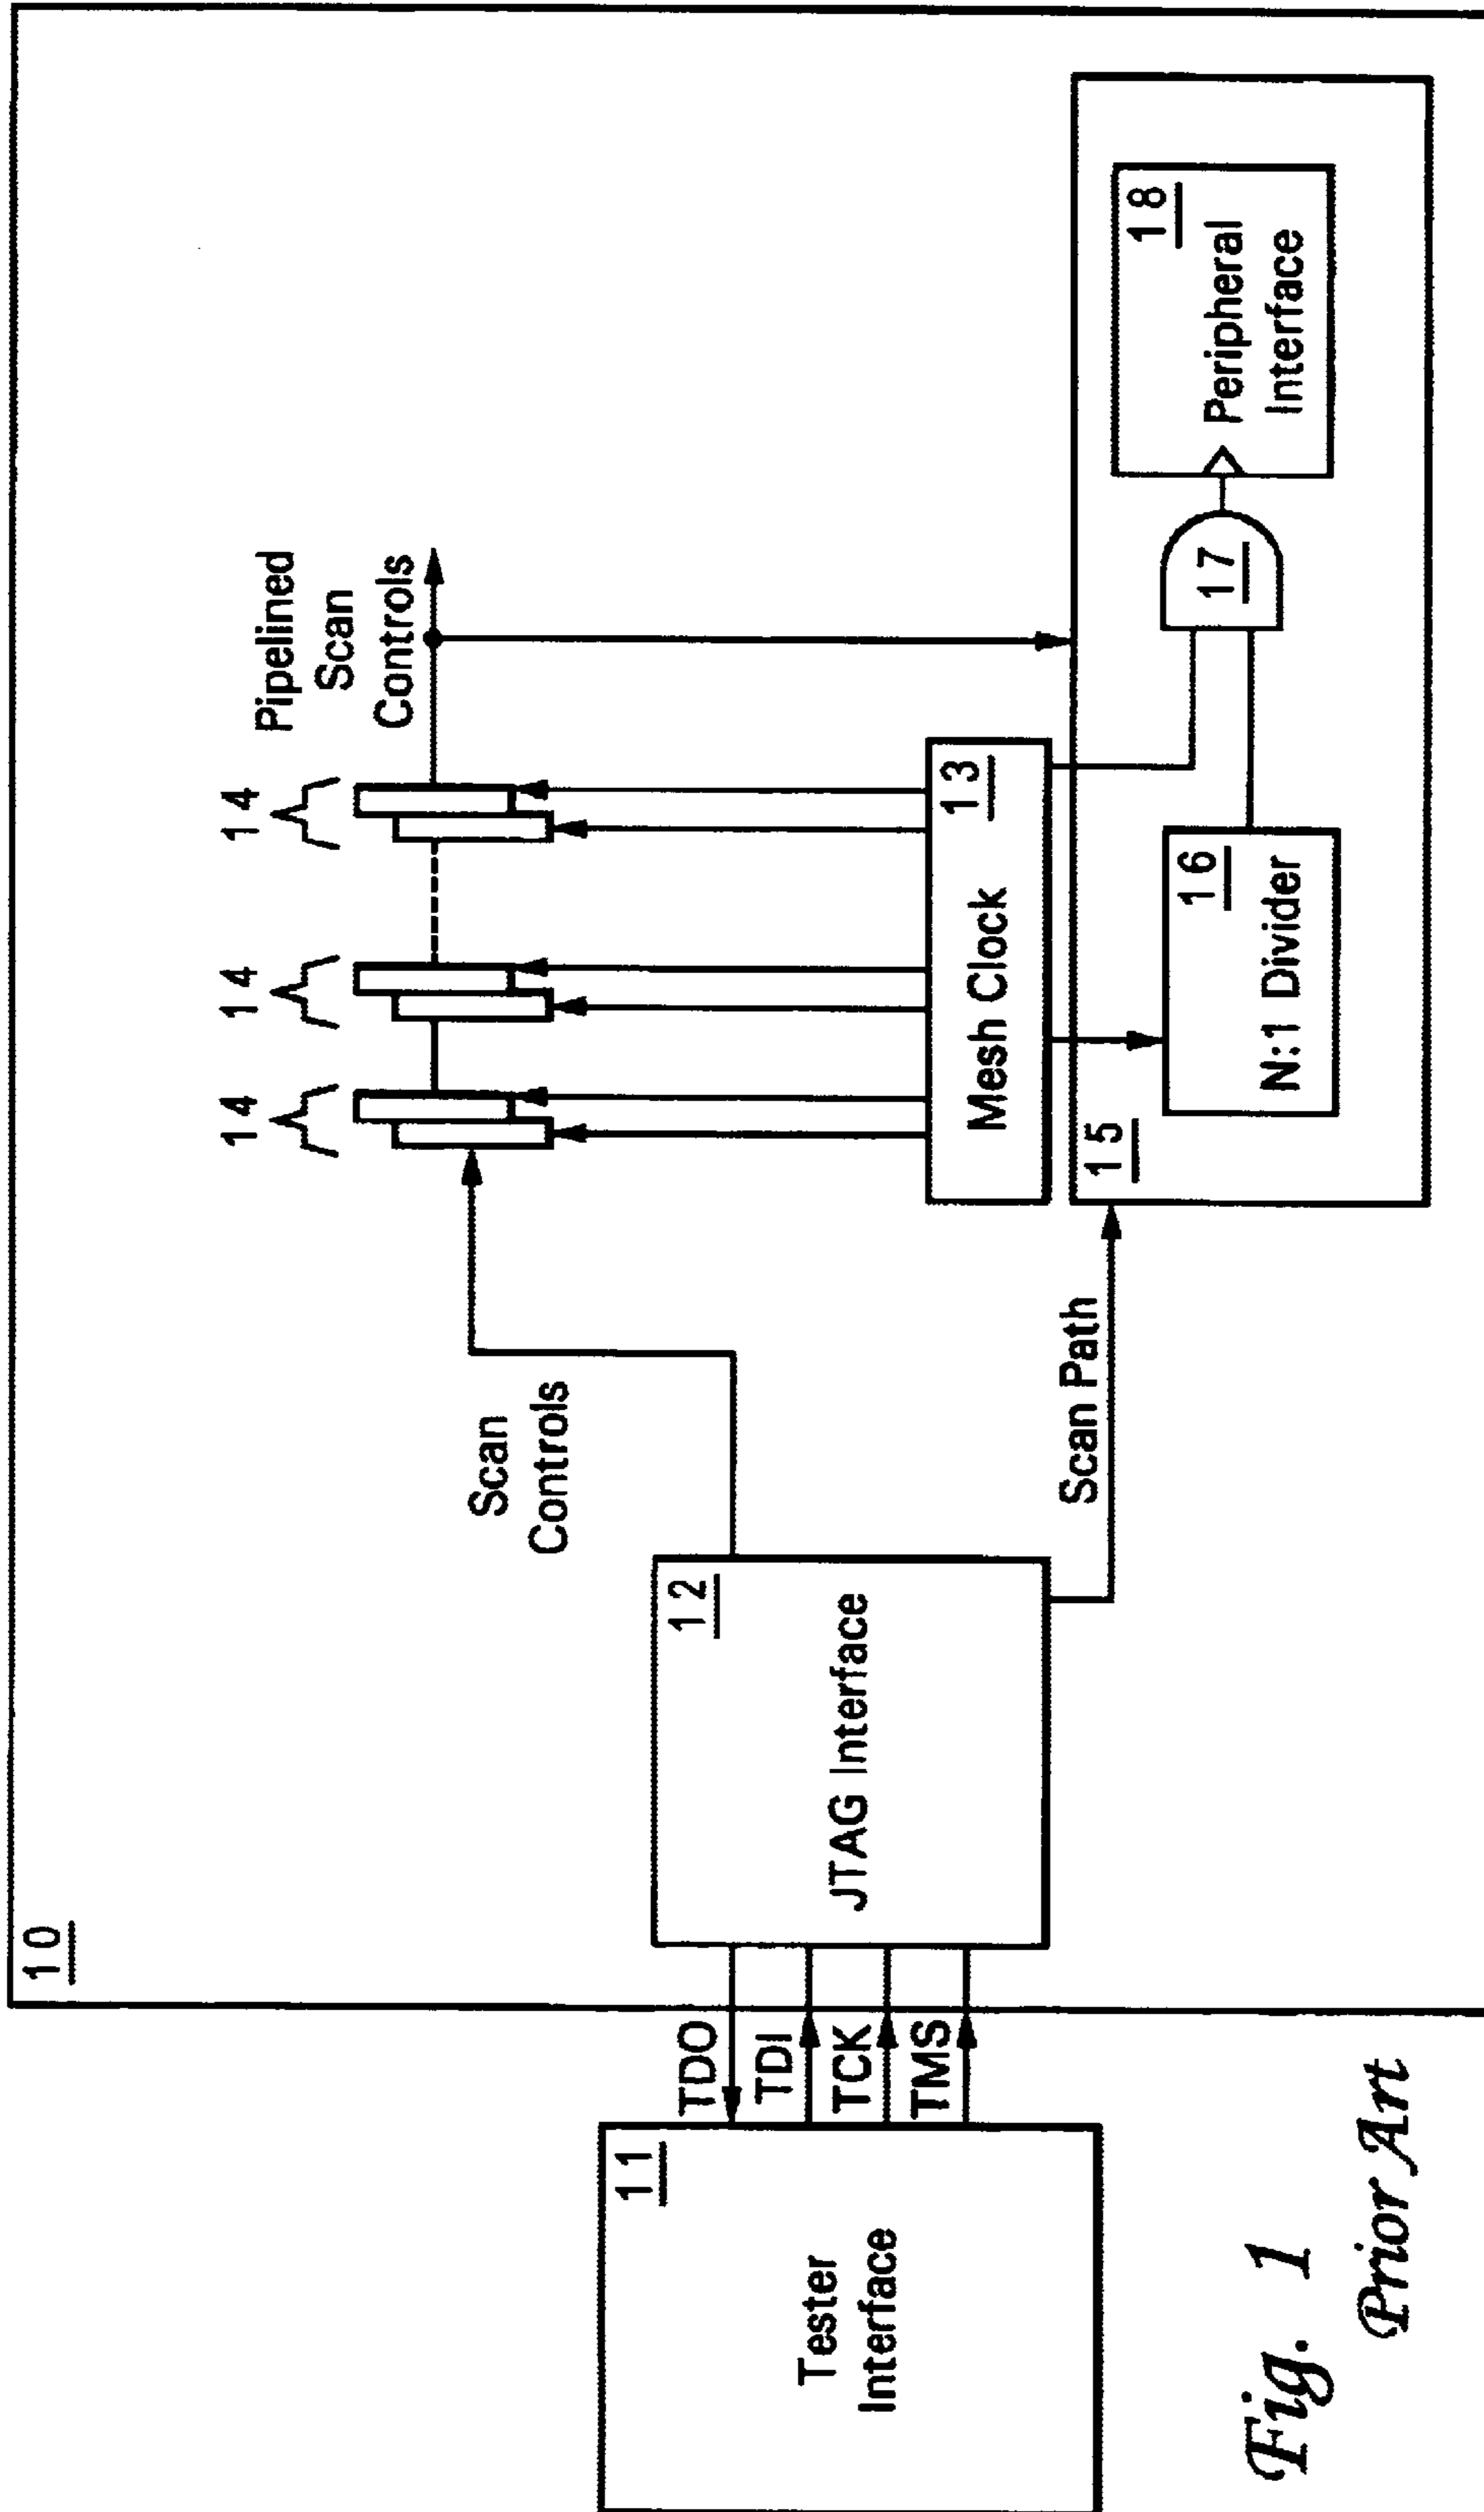 10
14
14
14
Pipelined
Scan
Controls
Scan
Controls
11
Tester
Interface
TDO
TDI
TCK
TMS
12
JTAG Interface
13
Mesh Clock
Scan Path
15
16
N:1 Divider
17
18
Peripheral
Interface
Fig. 1
Prior Art